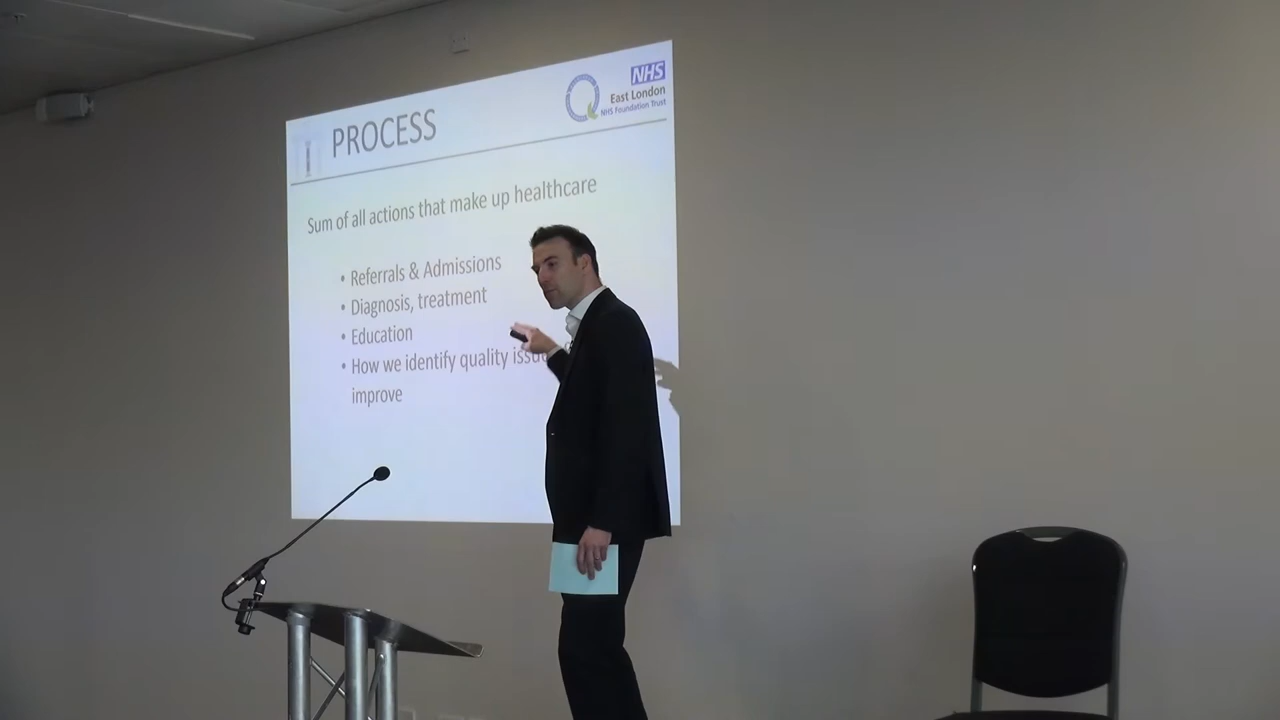 PROCESS
NHS
East London
NHS Foundation Trust
Sum of all actions that make up healthcare
• Referrals & Admissions
• Diagnosis, treatment
• Education
• How we identify quality
improve